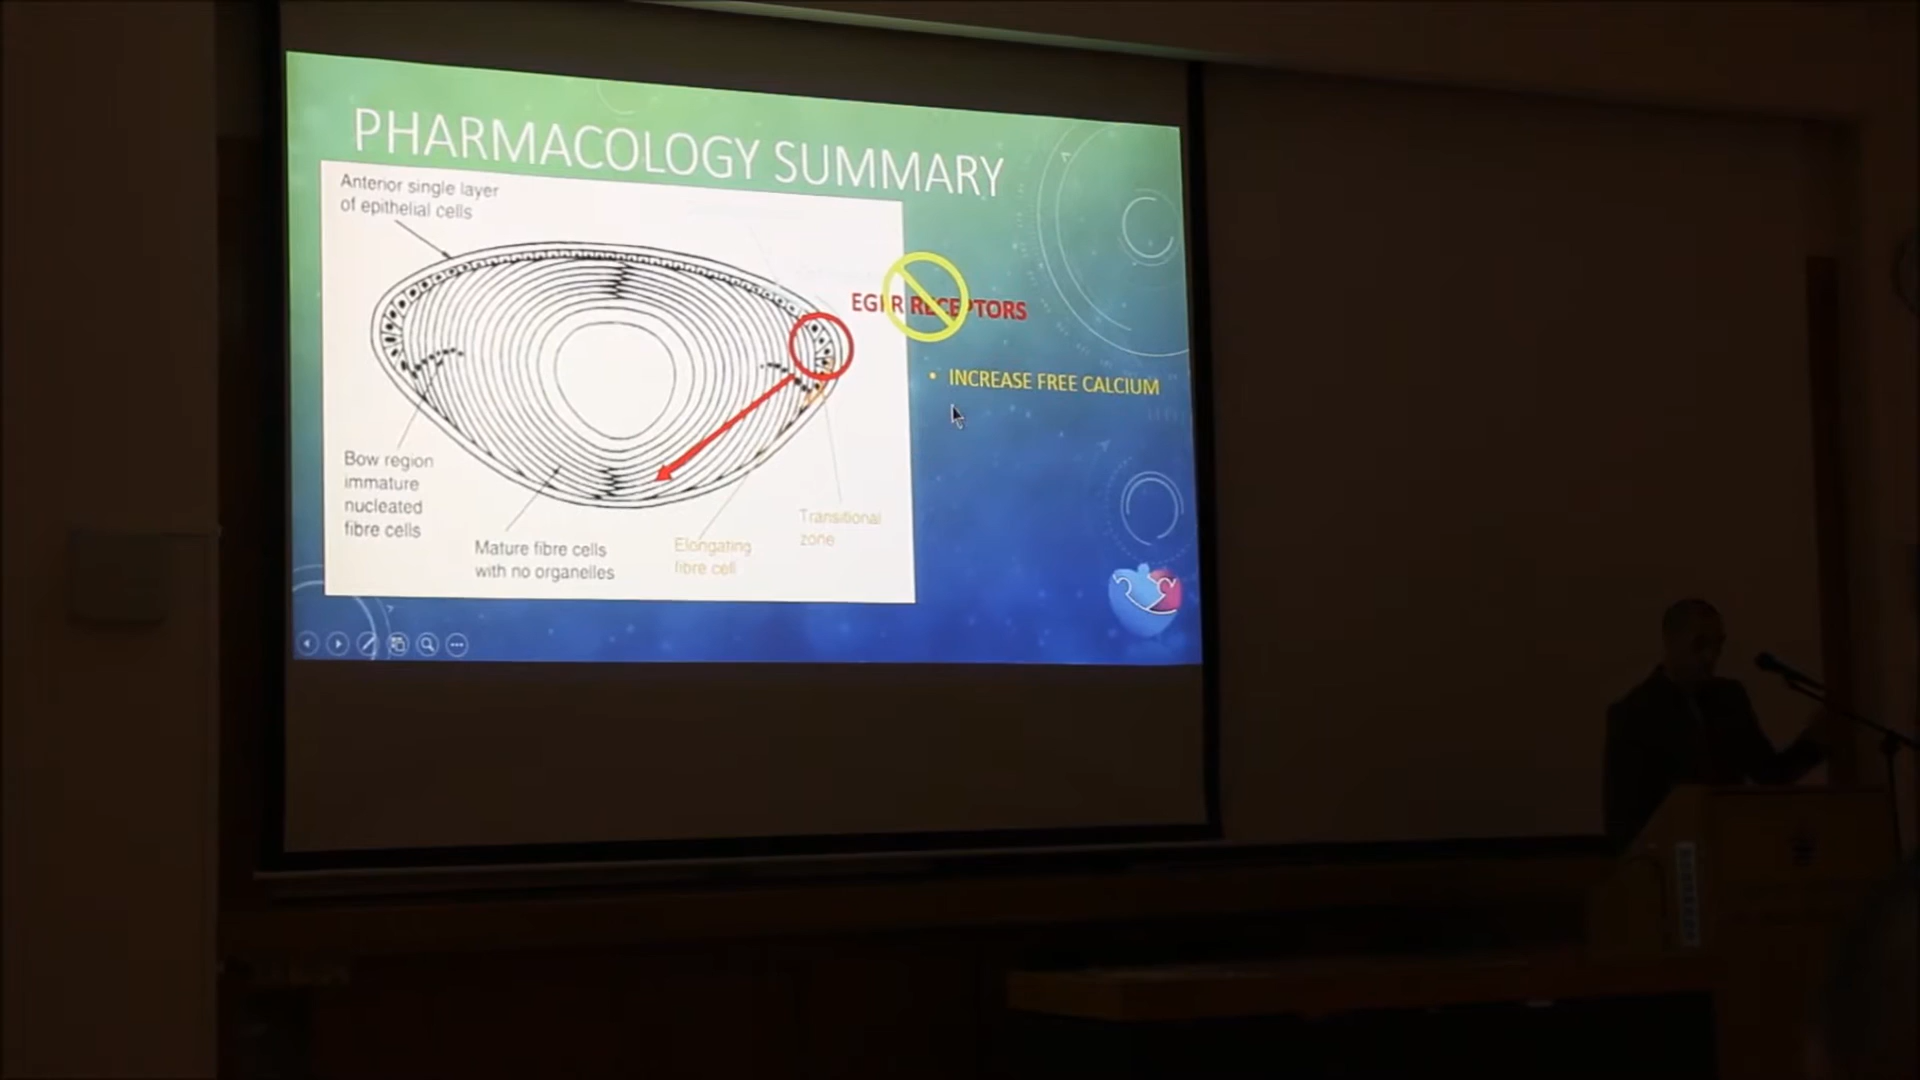 PHARMACOLOGY SUMMARY
Anterior single layer
of epithelial cells
EGFR RECEPTORS
• INCREASE FREE CALCIUM
Bow region
immature
nucleated
fibre cells
Mature fibre cells
with no organelles
Elongating
fibre cell
Transitional
zone